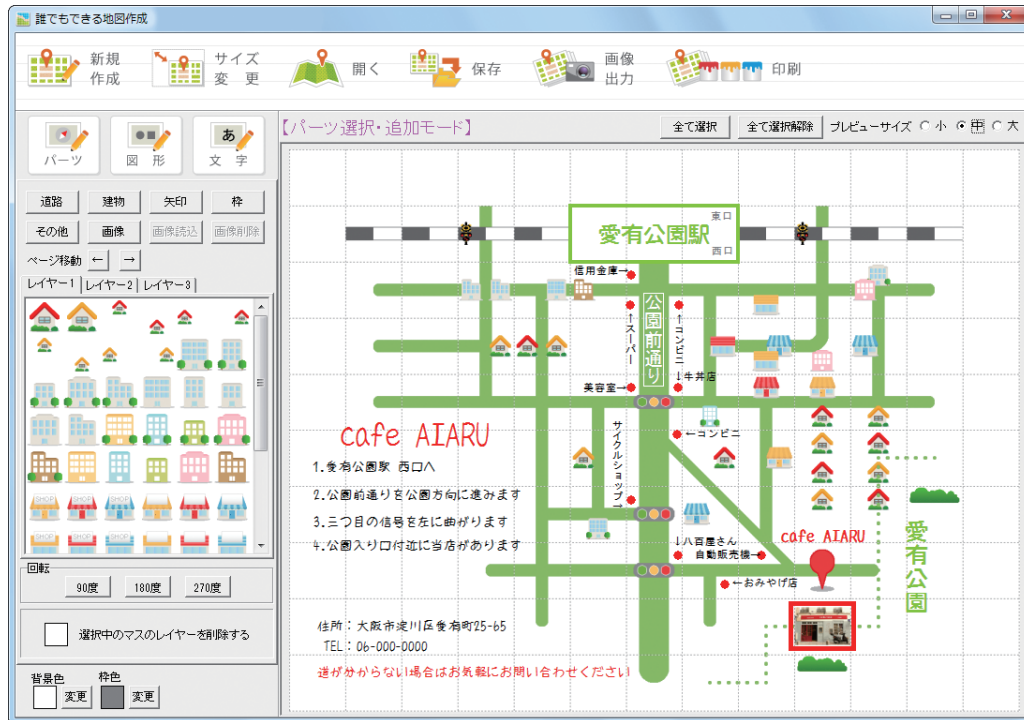 誰でもできる地図作成
新規作成
サイズ変更
開く
保存
画像出力
印刷
パーツ
図 形
文 字
あ
【パーツ選択・追加モード】
全て選択
全て選択解除
プレビューサイズ
小
中
大
道路
建物
矢印
枠
その他
画像
画像読込
画像削除
ページ移動
←
→
レイヤー1
レイヤー2
レイヤー3
SHOP
SHOP
SHOP
SHOP
回転
90度
180度
270度
選択中のマスのレイヤーを削除する
背景色
変更
枠色
変更
東口
愛有公園駅
西口
信用金庫→
公園前通り
↑スーパー
↑コンビニ
↓牛丼店
美容室→
←コンビニ
サイクルショップ→
cafe AIARU
1.愛有公園駅 西口へ
2.公園前通りを公園方向に進みます
3.三つ目の信号を左に曲がります
4.公園入り口付近に当店があります
↓八百屋さん
自動販売機→
←おみやげ店
cafe AIARU
愛有公園
住所：大阪市淀川区愛有町25-65
TEL：06-000-0000
道が分からない場合はお気軽にお問い合わせください